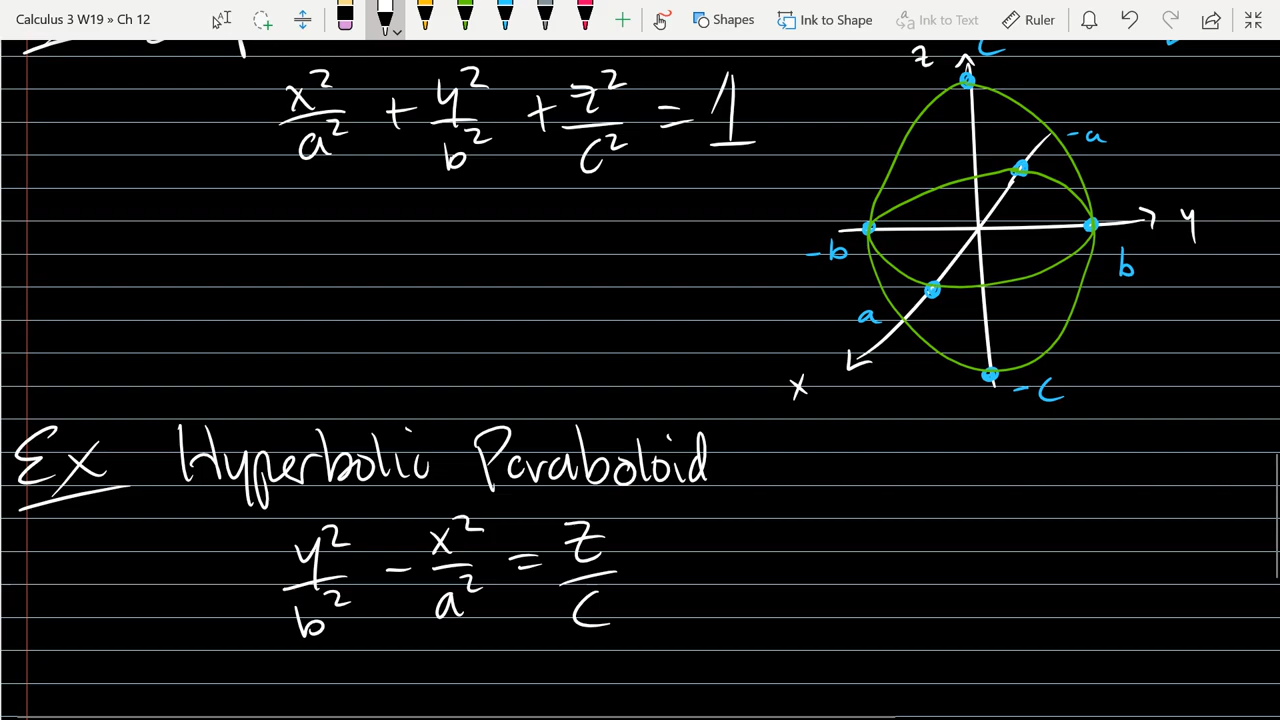 Calculus 3 W19 » Ch 12
Shapes
Ink to Shape
Ink to Text
Ruler
x²/a² + y²/b² + z²/c² = 1
z
c
-a
y
-b
b
a
x
-c
Ex Hyperbolic Paraboloid
y²/b² - x²/a² = z/c